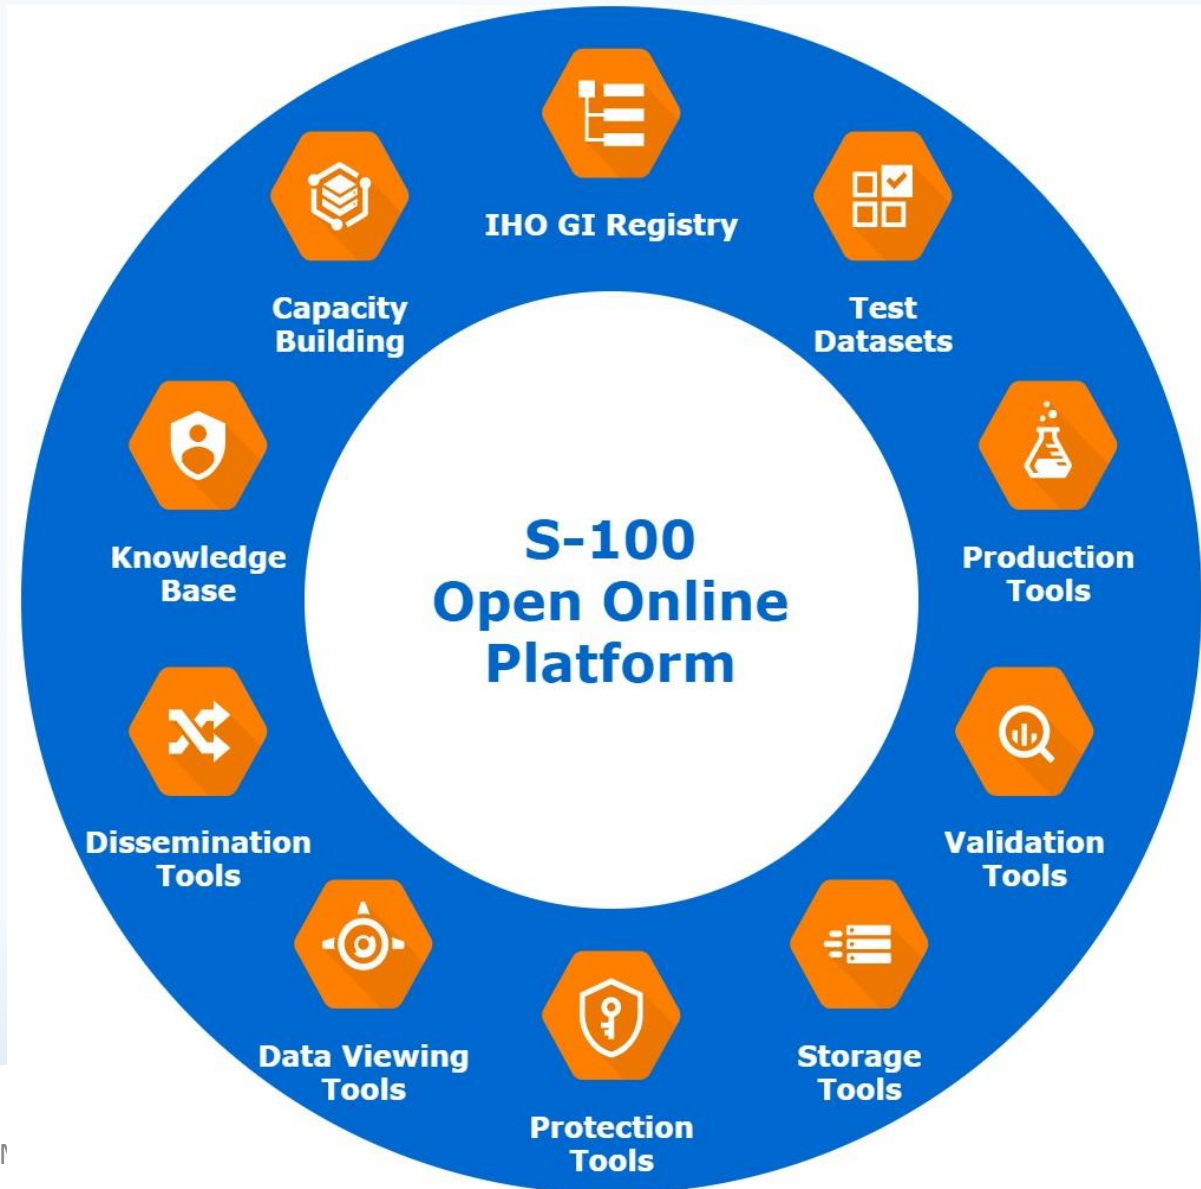 IHO GI Registry
Capacity
Building
Test
Datasets
Knowledge
Base
Production
Tools
S-100
Open Online
Platform
Dissemination
Tools
Validation
Tools
Data Viewing
Tools
Storage
Tools
Protection
Tools